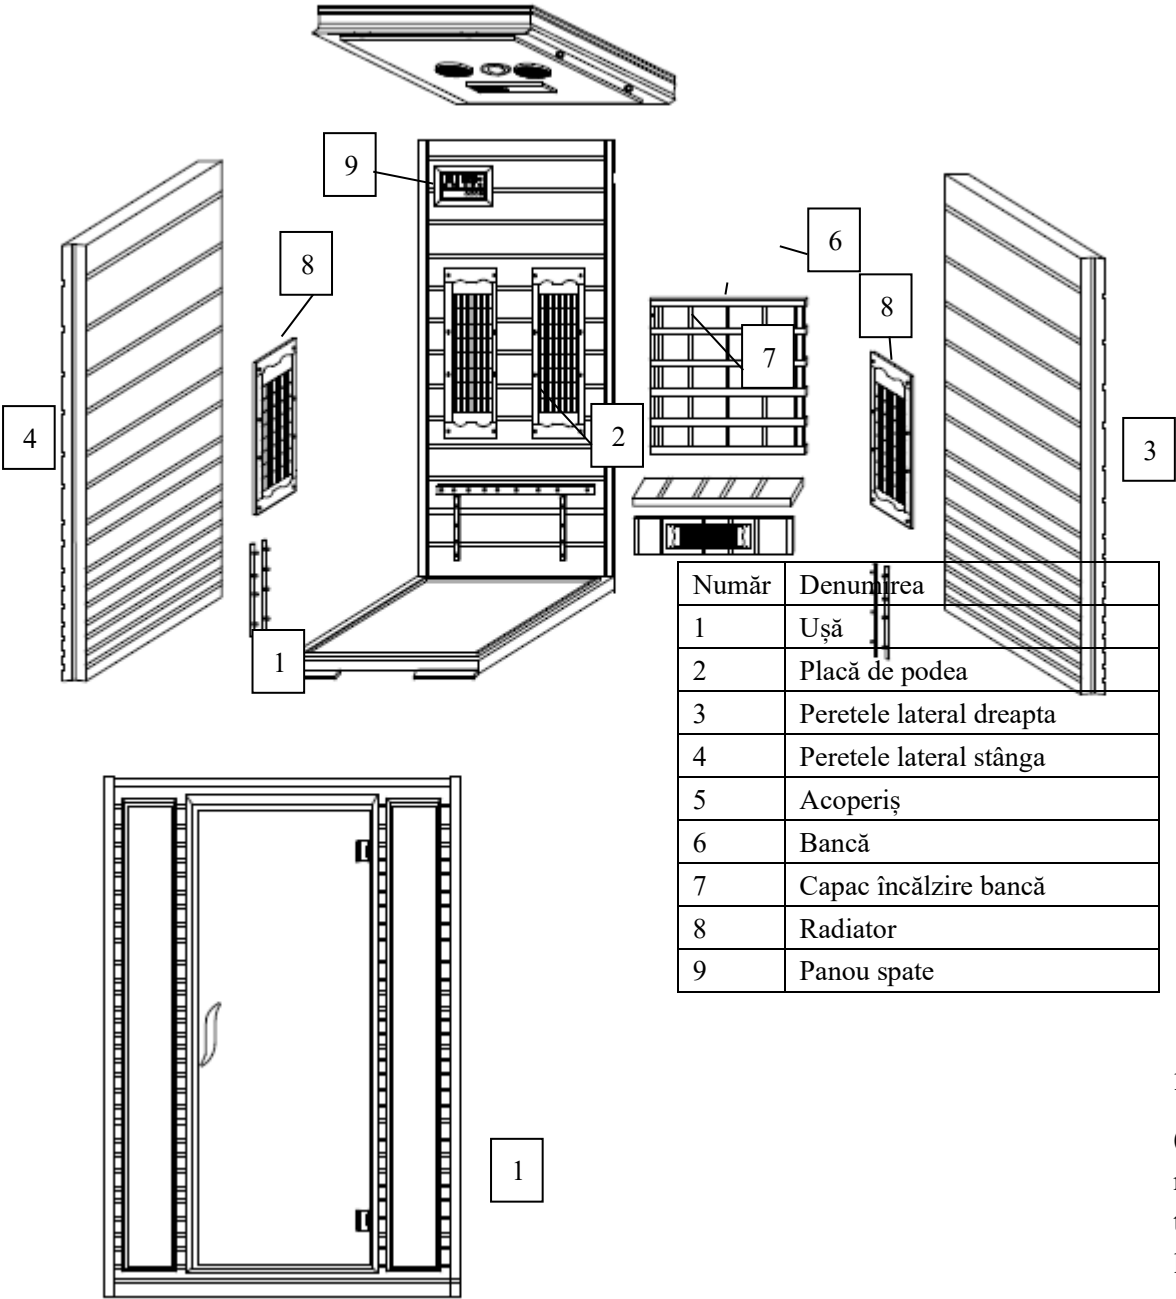 9
6
8
8
7
2
4
3
1
Număr Denumirea
1 Ușă
2 Placă de podea
3 Peretele lateral dreapta
4 Peretele lateral stânga
5 Acoperiș
6 Bancă
7 Capac încălzire bancă
8 Radiator
9 Panou spate
1